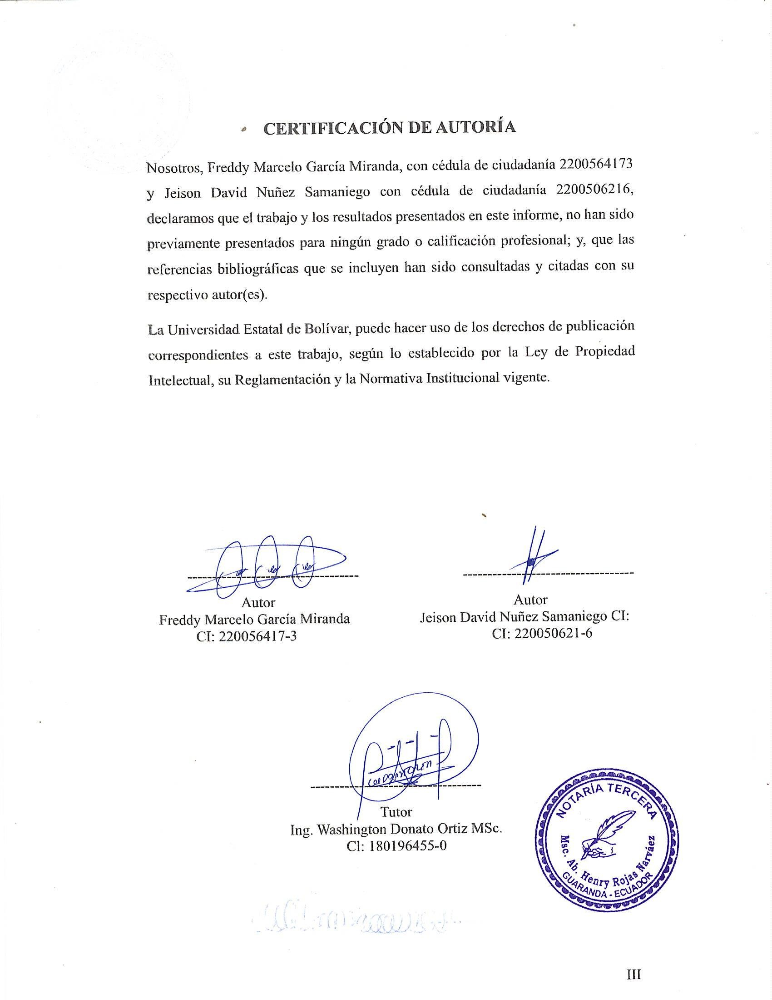 CERTIFICACIÓN DE AUTORÍA
Nosotros, Freddy Marcelo García Miranda, con cédula de ciudadanía 2200564173
y Jeison David Nuñez Samaniego con cédula de ciudadanía 2200506216,
declaramos que el trabajo y los resultados presentados en este informe, no han sido
previamente presentados para ningún grado o calificación profesional; y, que las
referencias bibliográficas que se incluyen han sido consultadas y citadas con su
respectivo autor(es).
La Universidad Estatal de Bolívar, puede hacer uso de los derechos de publicación
correspondientes a este trabajo, según lo establecido por la Ley de Propiedad
Intelectual, su Reglamentación y la Normativa Institucional vigente.
Autor
Freddy Marcelo García Miranda
CI: 220056417-3
Autor
Jeison David Nuñez Samaniego CI:
CI: 220050621-6
Tutor
Ing. Washington Donato Ortiz MSc.
Cl: 180196455-0
NOTARÍA TERCERA
Msc. Ab. Henry Rojas Narváez
GUARANDA - ECUADOR
III